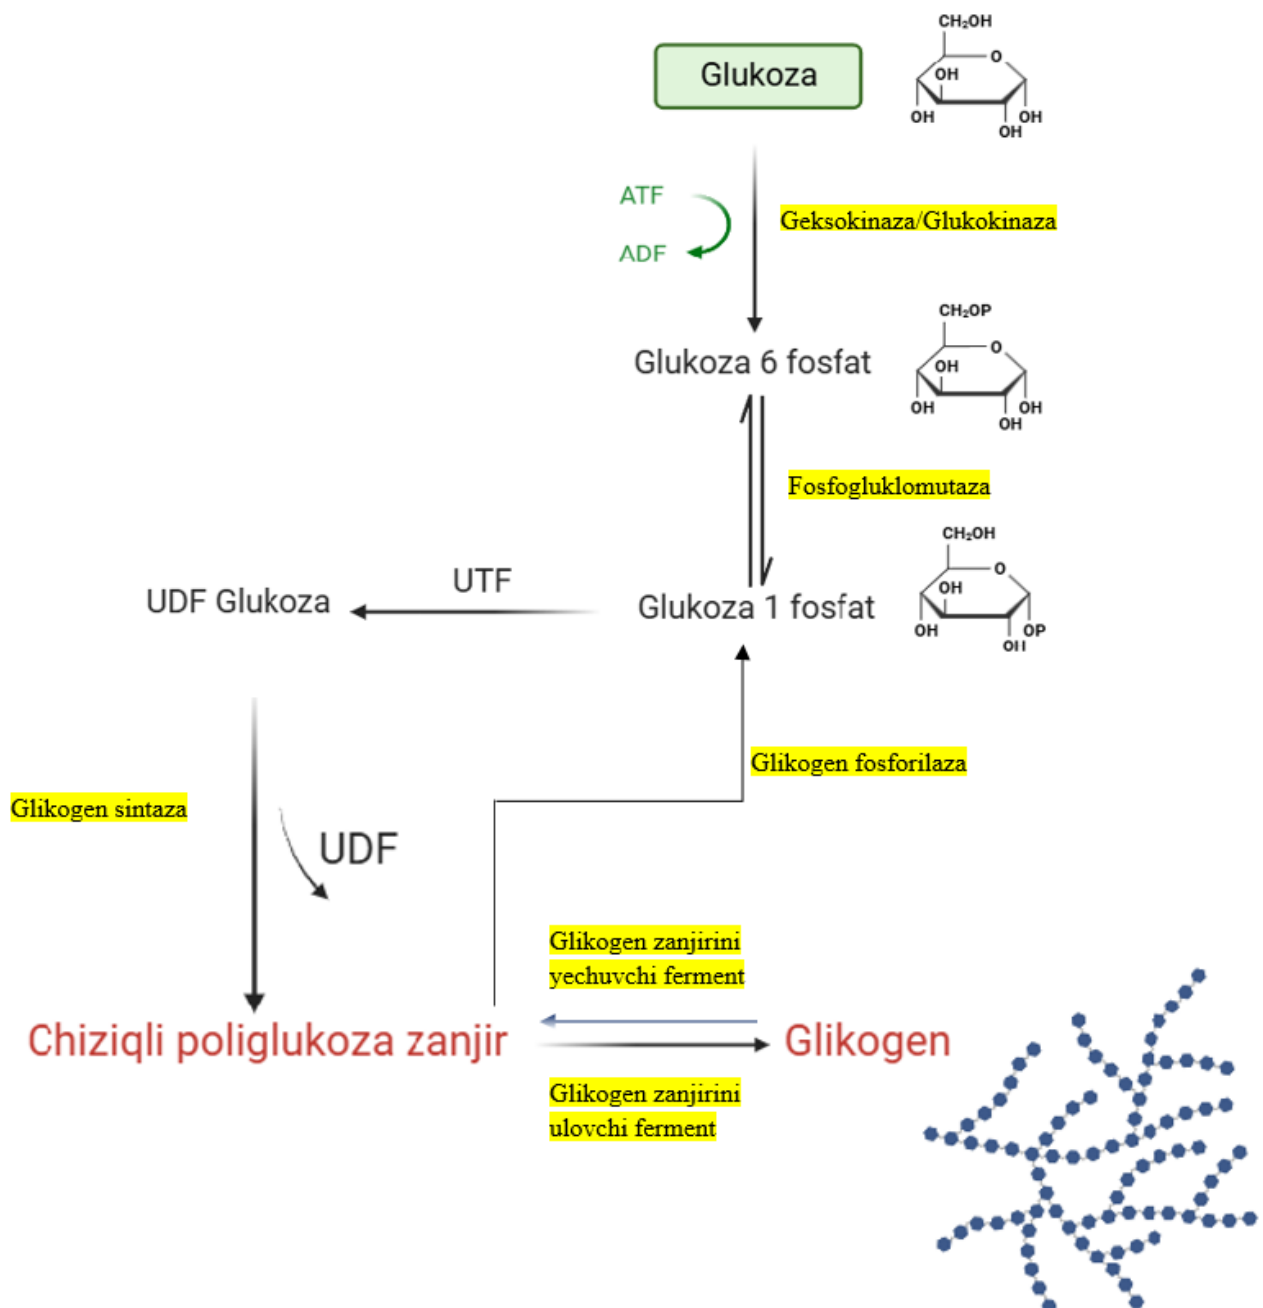 CH₂OH
Glukoza
O
OH
OH
OH
OH
ATF
Geksokinaza/Glukokinaza
ADF
CH₂OP
Glukoza 6 fosfat
O
OH
OH
OH
OH
Fosfogluklomutaza
CH₂OH
UTF
UDF Glukoza
Glukoza 1 fosfat
O
OH
OH
OP
OH
Glikogen fosforilaza
Glikogen sintaza
UDF
Glikogen zanjirini
yechuvchi ferment
Chiziqli poliglukoza zanjir
Glikogen
Glikogen zanjirini
ulovchi ferment